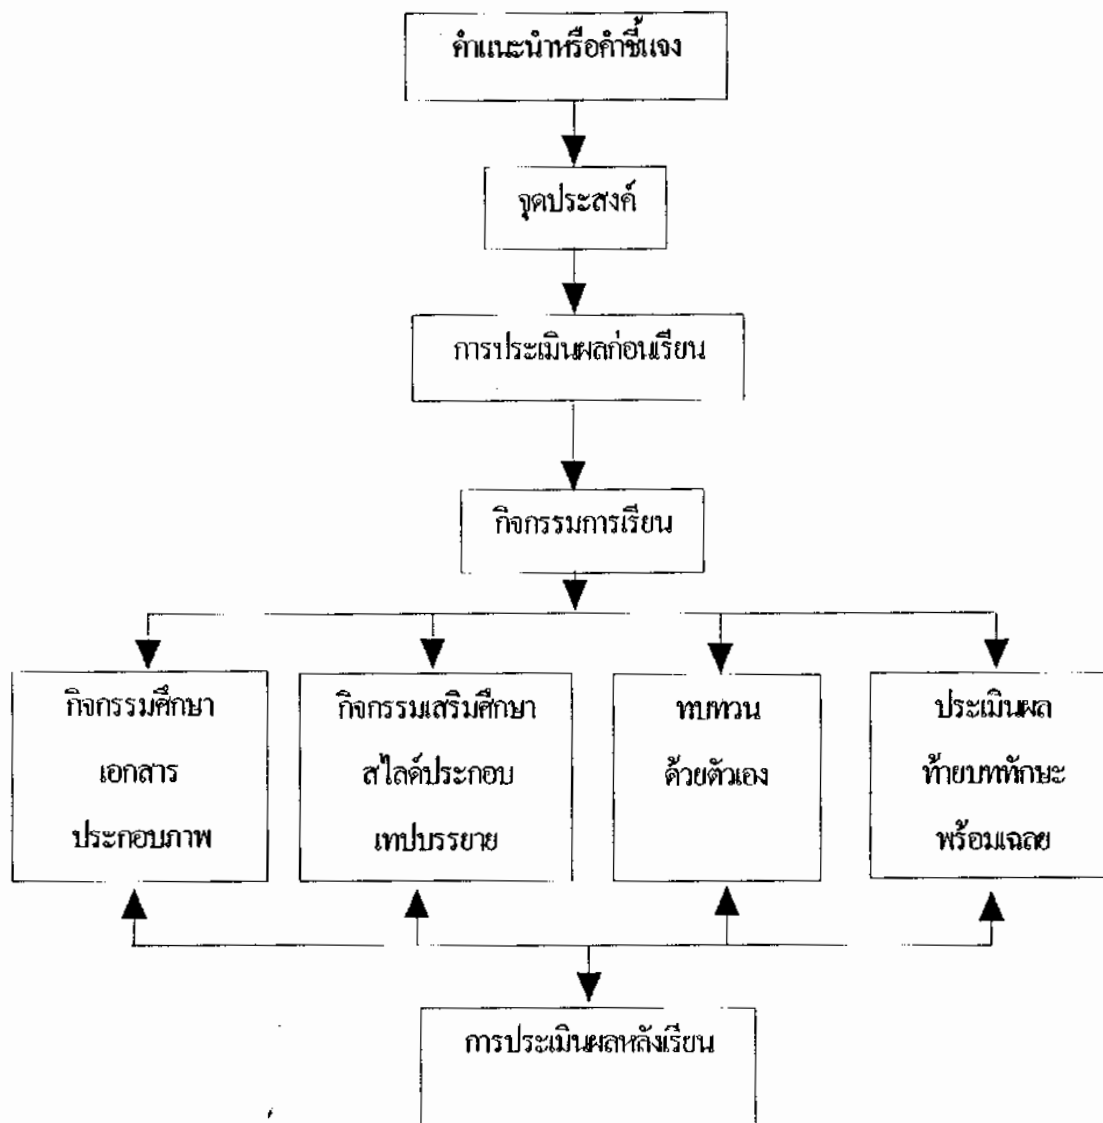 คำแนะนำหรือคำชี้แจง
จุดประสงค์
การประเมินผลก่อนเรียน
กิจกรรมการเรียน
กิจกรรมศึกษา
เอกสาร
ประกอบภาพ
กิจกรรมเสริมศึกษา
สไลด์ประกอบ
เทปบรรยาย
ทบทวน
ด้วยตัวเอง
ประเมินผล
ท้ายบททักษะ
พร้อมเฉลย
การประเมินผลหลังเรียน